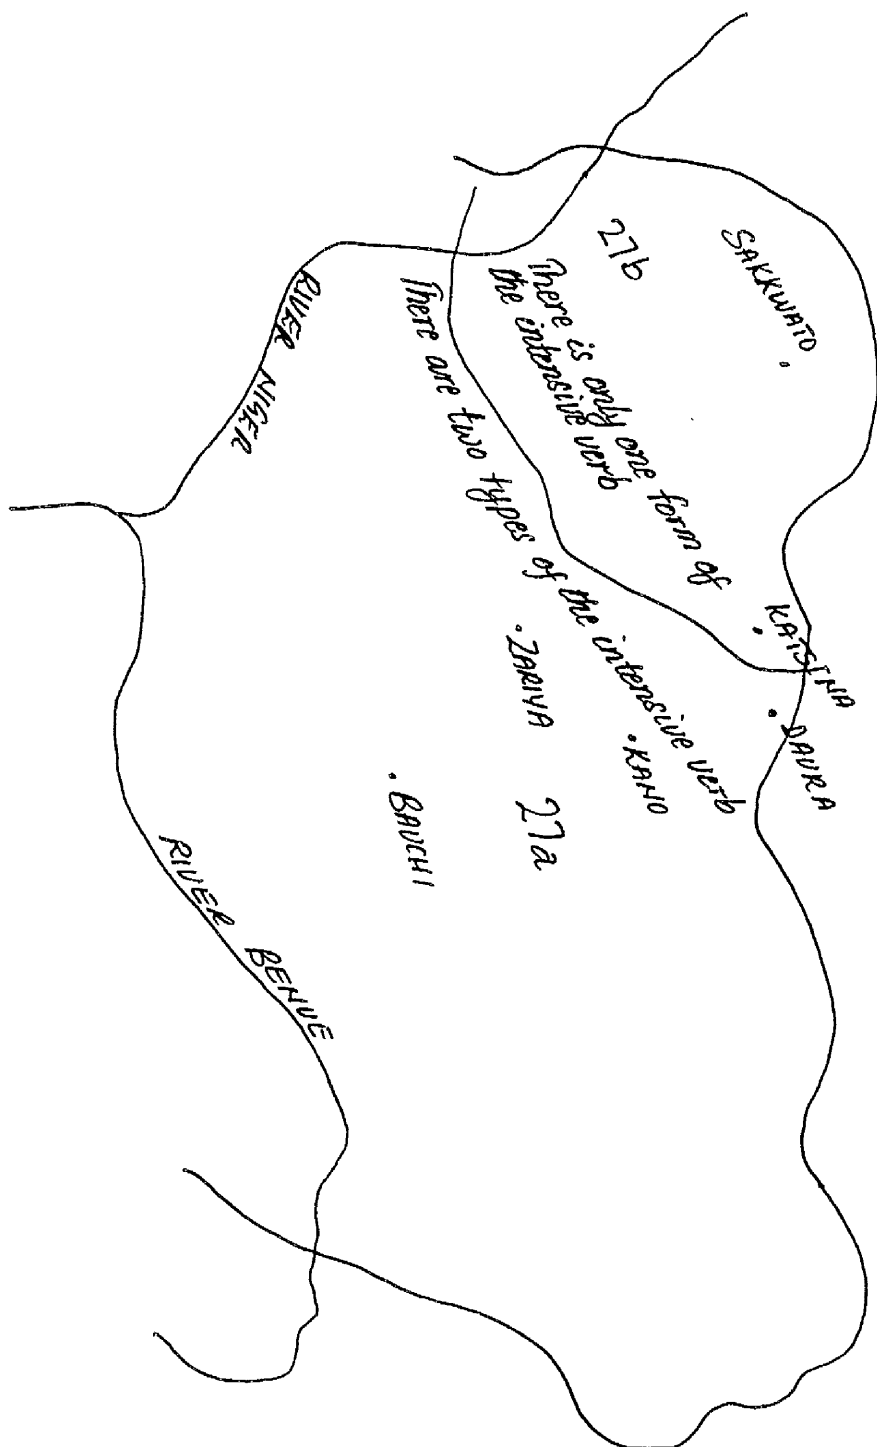 SAKKWATO
27b
There is only one form of
the intensive verb
KATSINA
DAURA
There are two types of the intensive verb
KANO
ZARIYA
27a
BAUCHI
RIVER NIGER
RIVER BENUE